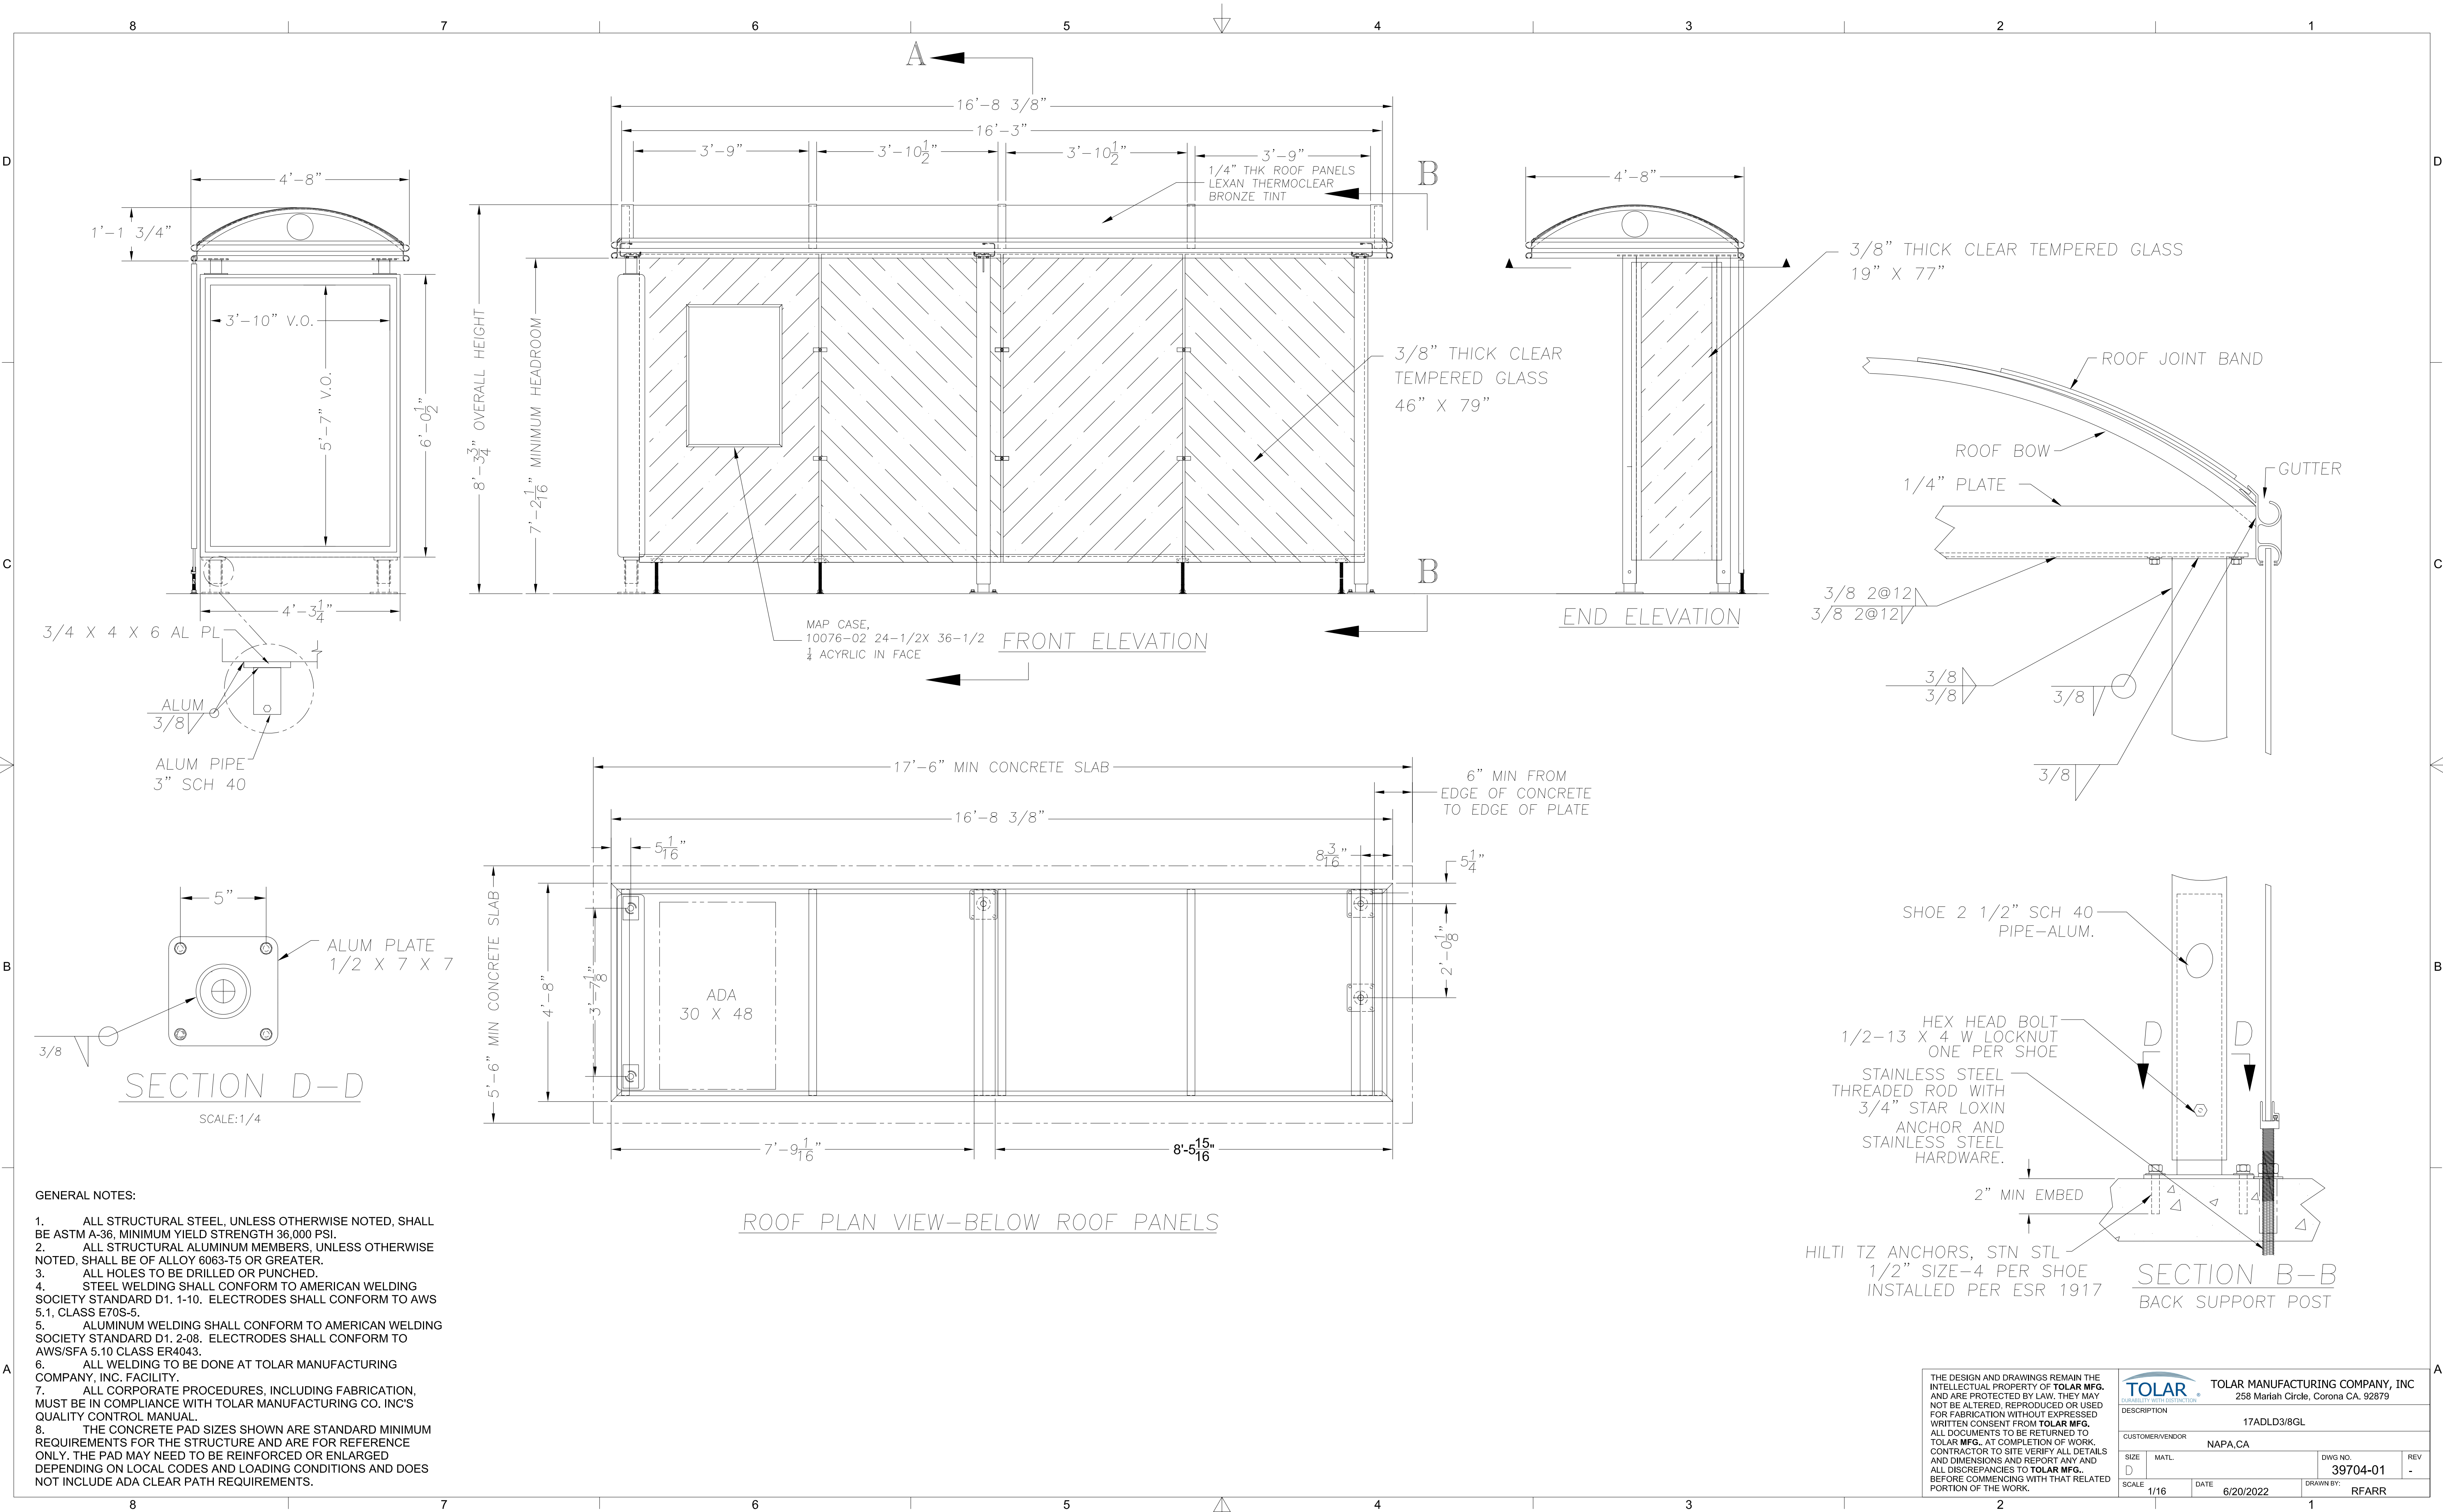 8 7 6 5 4 3 2 1
D
C
B
A
A
16'-8 3/8"
16'-3"
3'-9"
3'-10 1/2"
3'-10 1/2"
3'-9"
1/4" THK ROOF PANELS
LEXAN THERMOCLEAR
BRONZE TINT
B
4'-8"
1'-1 3/4"
3'-10" V.O.
5'-7" V.O.
6'-0 1/2"
4'-3 1/4"
3/4 X 4 X 6 AL PL
ALUM
3/8
ALUM PIPE
3" SCH 40
8'-3 3/4" OVERALL HEIGHT
7'-2 1/16" MINIMUM HEADROOM
3/8" THICK CLEAR
TEMPERED GLASS
46" X 79"
MAP CASE,
10076-02 24-1/2X 36-1/2
1/4 ACYRLIC IN FACE
FRONT ELEVATION
B
4'-8"
3/8" THICK CLEAR TEMPERED GLASS
19" X 77"
END ELEVATION
ROOF JOINT BAND
ROOF BOW
GUTTER
1/4" PLATE
3/8 2@12
3/8 2@12
3/8
3/8
3/8
3/8
17'-6" MIN CONCRETE SLAB
6" MIN FROM
EDGE OF CONCRETE
TO EDGE OF PLATE
16'-8 3/8"
5 1/16"
8 3/16"
5 1/4"
5'-6" MIN CONCRETE SLAB
4'-8"
3'-7 1/8"
ADA
30 X 48
2'-0 1/8"
7'-9 1/16"
8'-5 15/16"
ROOF PLAN VIEW-BELOW ROOF PANELS
5"
ALUM PLATE
1/2 X 7 X 7
3/8
SECTION D-D
SCALE:1/4
SHOE 2 1/2" SCH 40
PIPE-ALUM.
HEX HEAD BOLT
1/2-13 X 4 W LOCKNUT
ONE PER SHOE
D D
STAINLESS STEEL
THREADED ROD WITH
3/4" STAR LOXIN
ANCHOR AND
STAINLESS STEEL
HARDWARE.
2" MIN EMBED
HILTI TZ ANCHORS, STN STL
1/2" SIZE-4 PER SHOE
INSTALLED PER ESR 1917
SECTION B-B
BACK SUPPORT POST
GENERAL NOTES:
1. ALL STRUCTURAL STEEL, UNLESS OTHERWISE NOTED, SHALL
BE ASTM A-36, MINIMUM YIELD STRENGTH 36,000 PSI.
2. ALL STRUCTURAL ALUMINUM MEMBERS, UNLESS OTHERWISE
NOTED, SHALL BE OF ALLOY 6063-T5 OR GREATER.
3. ALL HOLES TO BE DRILLED OR PUNCHED.
4. STEEL WELDING SHALL CONFORM TO AMERICAN WELDING
SOCIETY STANDARD D1. 1-10. ELECTRODES SHALL CONFORM TO AWS
5.1, CLASS E70S-5.
5. ALUMINUM WELDING SHALL CONFORM TO AMERICAN WELDING
SOCIETY STANDARD D1. 2-08. ELECTRODES SHALL CONFORM TO
AWS/SFA 5.10 CLASS ER4043.
6. ALL WELDING TO BE DONE AT TOLAR MANUFACTURING
COMPANY, INC. FACILITY.
7. ALL CORPORATE PROCEDURES, INCLUDING FABRICATION,
MUST BE IN COMPLIANCE WITH TOLAR MANUFACTURING CO. INC'S
QUALITY CONTROL MANUAL.
8. THE CONCRETE PAD SIZES SHOWN ARE STANDARD MINIMUM
REQUIREMENTS FOR THE STRUCTURE AND ARE FOR REFERENCE
ONLY. THE PAD MAY NEED TO BE REINFORCED OR ENLARGED
DEPENDING ON LOCAL CODES AND LOADING CONDITIONS AND DOES
NOT INCLUDE ADA CLEAR PATH REQUIREMENTS.
THE DESIGN AND DRAWINGS REMAIN THE
INTELLECTUAL PROPERTY OF TOLAR MFG.
AND ARE PROTECTED BY LAW. THEY MAY
NOT BE ALTERED, REPRODUCED OR USED
FOR FABRICATION WITHOUT EXPRESSED
WRITTEN CONSENT FROM TOLAR MFG.
ALL DOCUMENTS TO BE RETURNED TO
TOLAR MFG., AT COMPLETION OF WORK.
CONTRACTOR TO SITE VERIFY ALL DETAILS
AND DIMENSIONS AND REPORT ANY AND
ALL DISCREPANCIES TO TOLAR MFG..
BEFORE COMMENCING WITH THAT RELATED
PORTION OF THE WORK.
TOLAR ®
DURABILITY WITH DISTINCTION
TOLAR MANUFACTURING COMPANY, INC
258 Mariah Circle, Corona CA. 92879
DESCRIPTION
17ADLD3/8GL
CUSTOMER/VENDOR
NAPA,CA
SIZE
D
MATL.
DWG NO.
39704-01
REV
-
SCALE 1/16
DATE 6/20/2022
DRAWN BY: RFARR
D
C
B
A
8 7 6 5 4 3 2 1